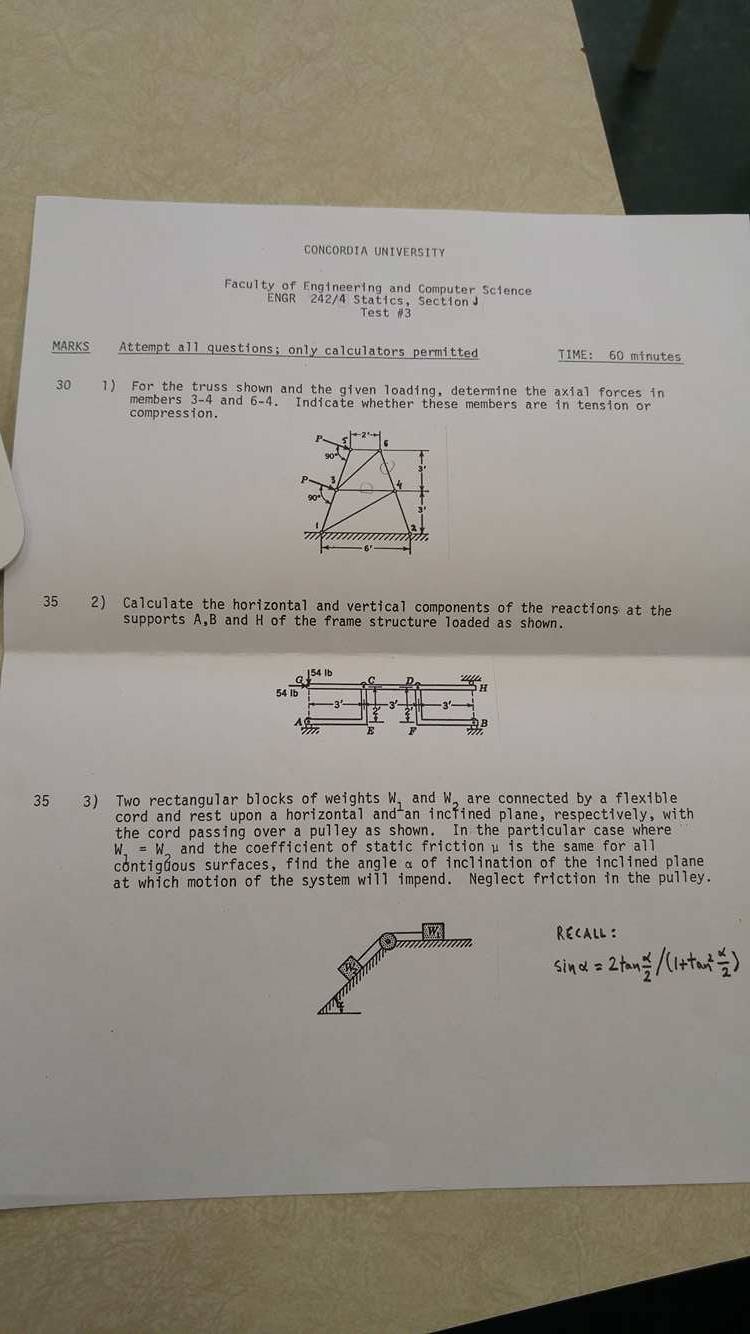 CONCORDIA UNIVERSITY
Faculty of Engineering and Computer Science
ENGR 242/4 Statics, Section J
Test #3
MARKS Attempt all questions; only calculators permitted TIME: 60 minutes
30 1) For the truss shown and the given loading, determine the axial forces in
members 3-4 and 6-4. Indicate whether these members are in tension or
compression.
P 5 2' 6
90°
P 3 4 3'
90° 3'
1 2
6'
35 2) Calculate the horizontal and vertical components of the reactions at the
supports A,B and H of the frame structure loaded as shown.
54 lb
G C D H
54 lb
3' 2' 3' 2' 3'
A E F B
35 3) Two rectangular blocks of weights W₁ and W₂ are connected by a flexible
cord and rest upon a horizontal and an inclined plane, respectively, with
the cord passing over a pulley as shown. In the particular case where
W₁ = W₂ and the coefficient of static friction μ is the same for all
contiguous surfaces, find the angle α of inclination of the inclined plane
at which motion of the system will impend. Neglect friction in the pulley.
W₁
W₂
RECALL:
sin α = 2tan α/2 /(1+tan² α/2)